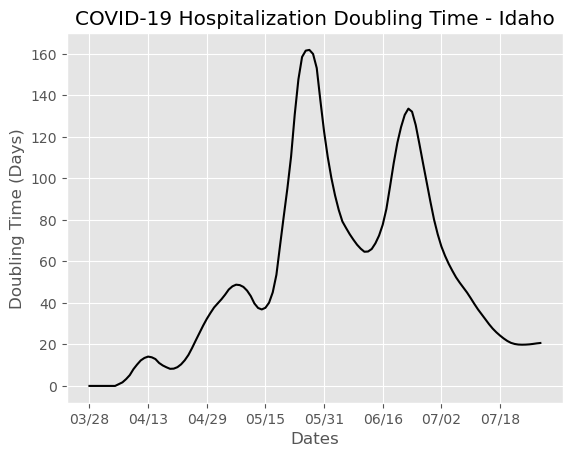 COVID-19 Hospitalization Doubling Time - Idaho
Doubling Time (Days)
160
140
120
100
80
60
40
20
0
03/28 04/13 04/29 05/15 05/31 06/16 07/02 07/18
Dates